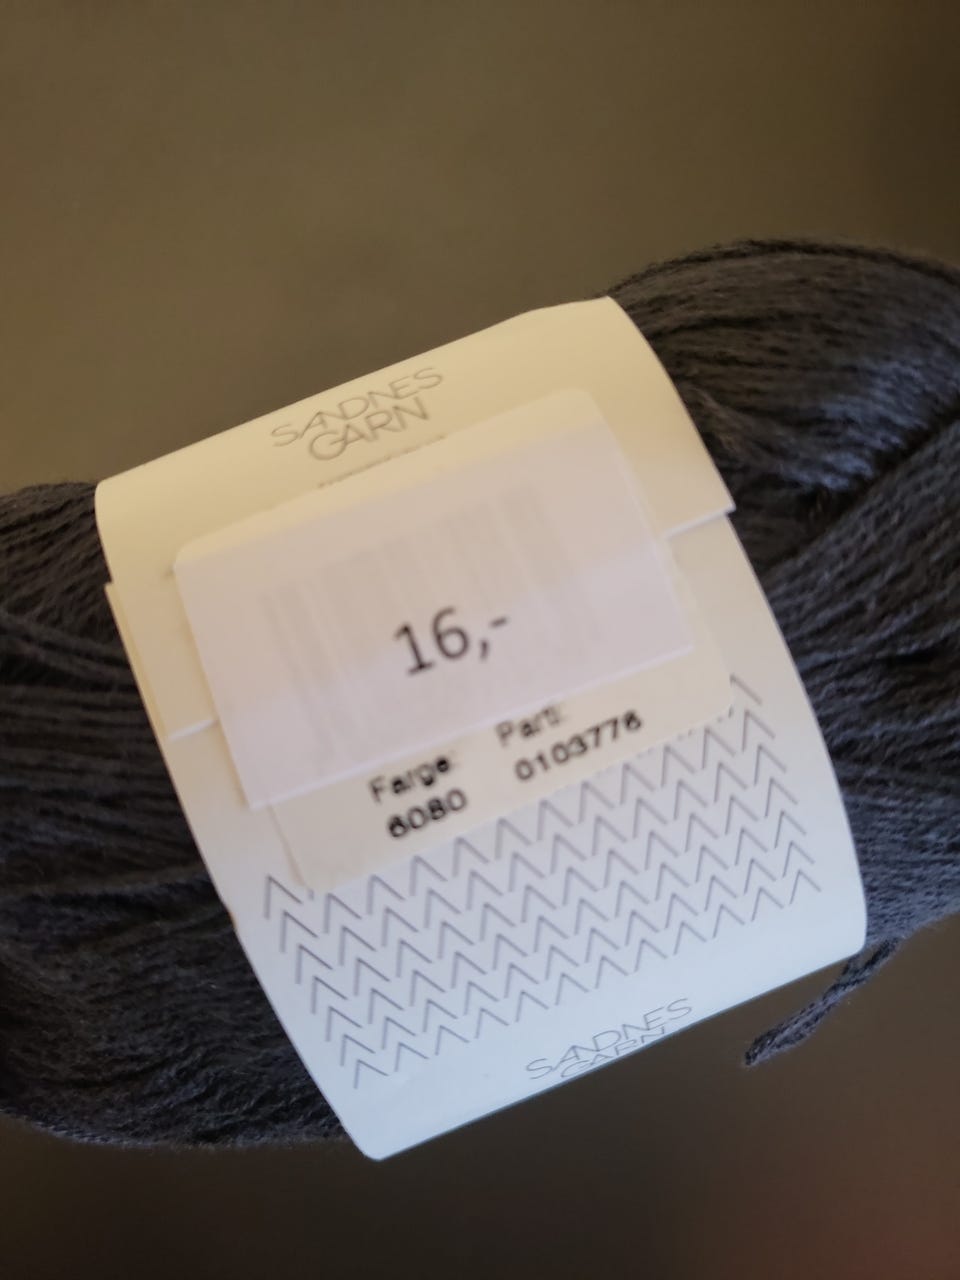 SANDNES
GARN
16,-
Farge: Parti:
6080 0103776
SANDNES
GARN